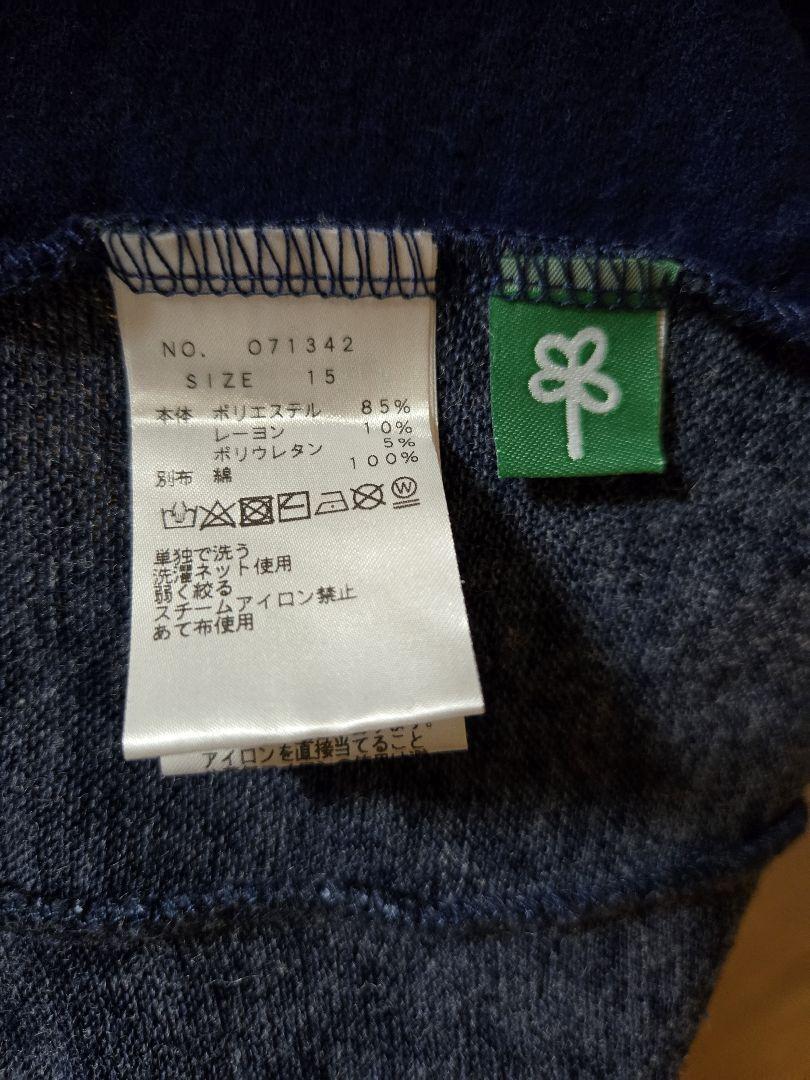 NO. 071342
SIZE 15
本体 ポリエステル 85%
レーヨン 10%
ポリウレタン 5%
別布 綿 100%
W
単独で洗う
洗濯ネット使用
弱く絞る
スチームアイロン禁止
あて布使用
アイロンを直接当てること